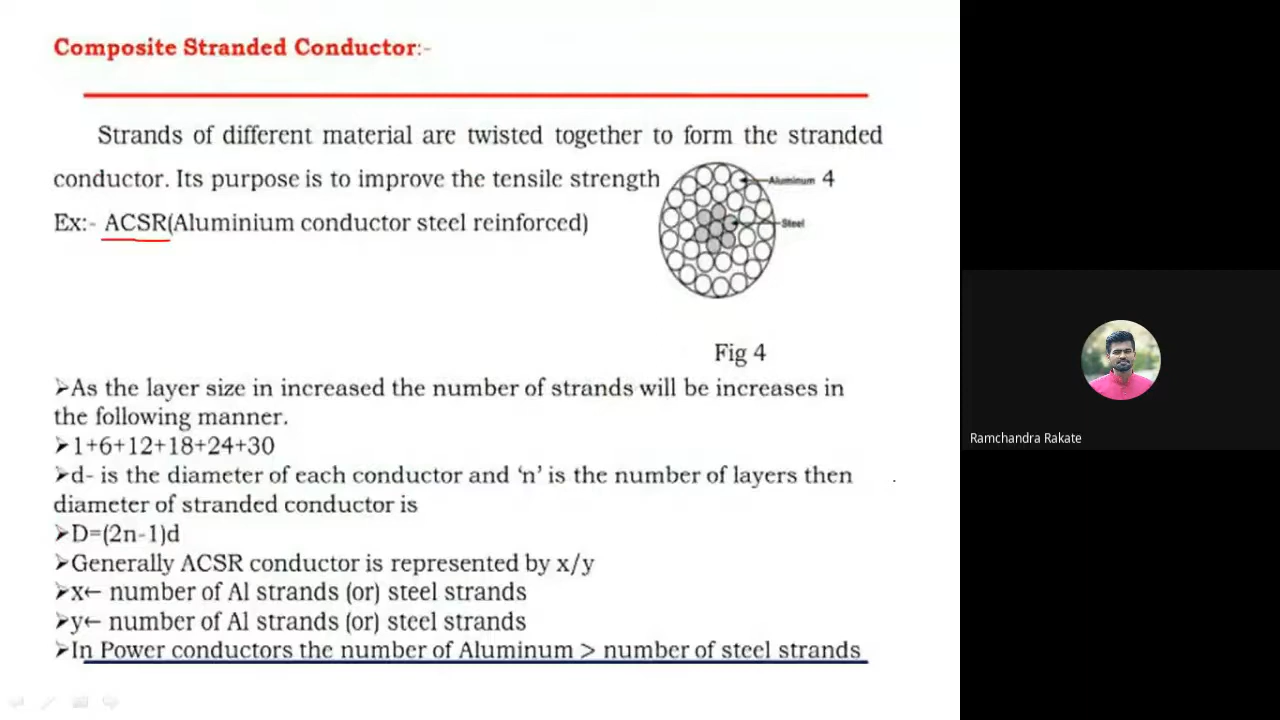 Composite Stranded Conductor:-
Strands of different material are twisted together to form the stranded
conductor. Its purpose is to improve the tensile strength
Aluminum 4
Ex:- ACSR(Aluminium conductor steel reinforced)
Steel
Fig 4
➢As the layer size in increased the number of strands will be increases in
the following manner.
➢1+6+12+18+24+30
➢d- is the diameter of each conductor and ‘n’ is the number of layers then
diameter of stranded conductor is
➢D=(2n-1)d
➢Generally ACSR conductor is represented by x/y
➢x← number of Al strands (or) steel strands
➢y← number of Al strands (or) steel strands
➢In Power conductors the number of Aluminum > number of steel strands
Ramchandra Rakate